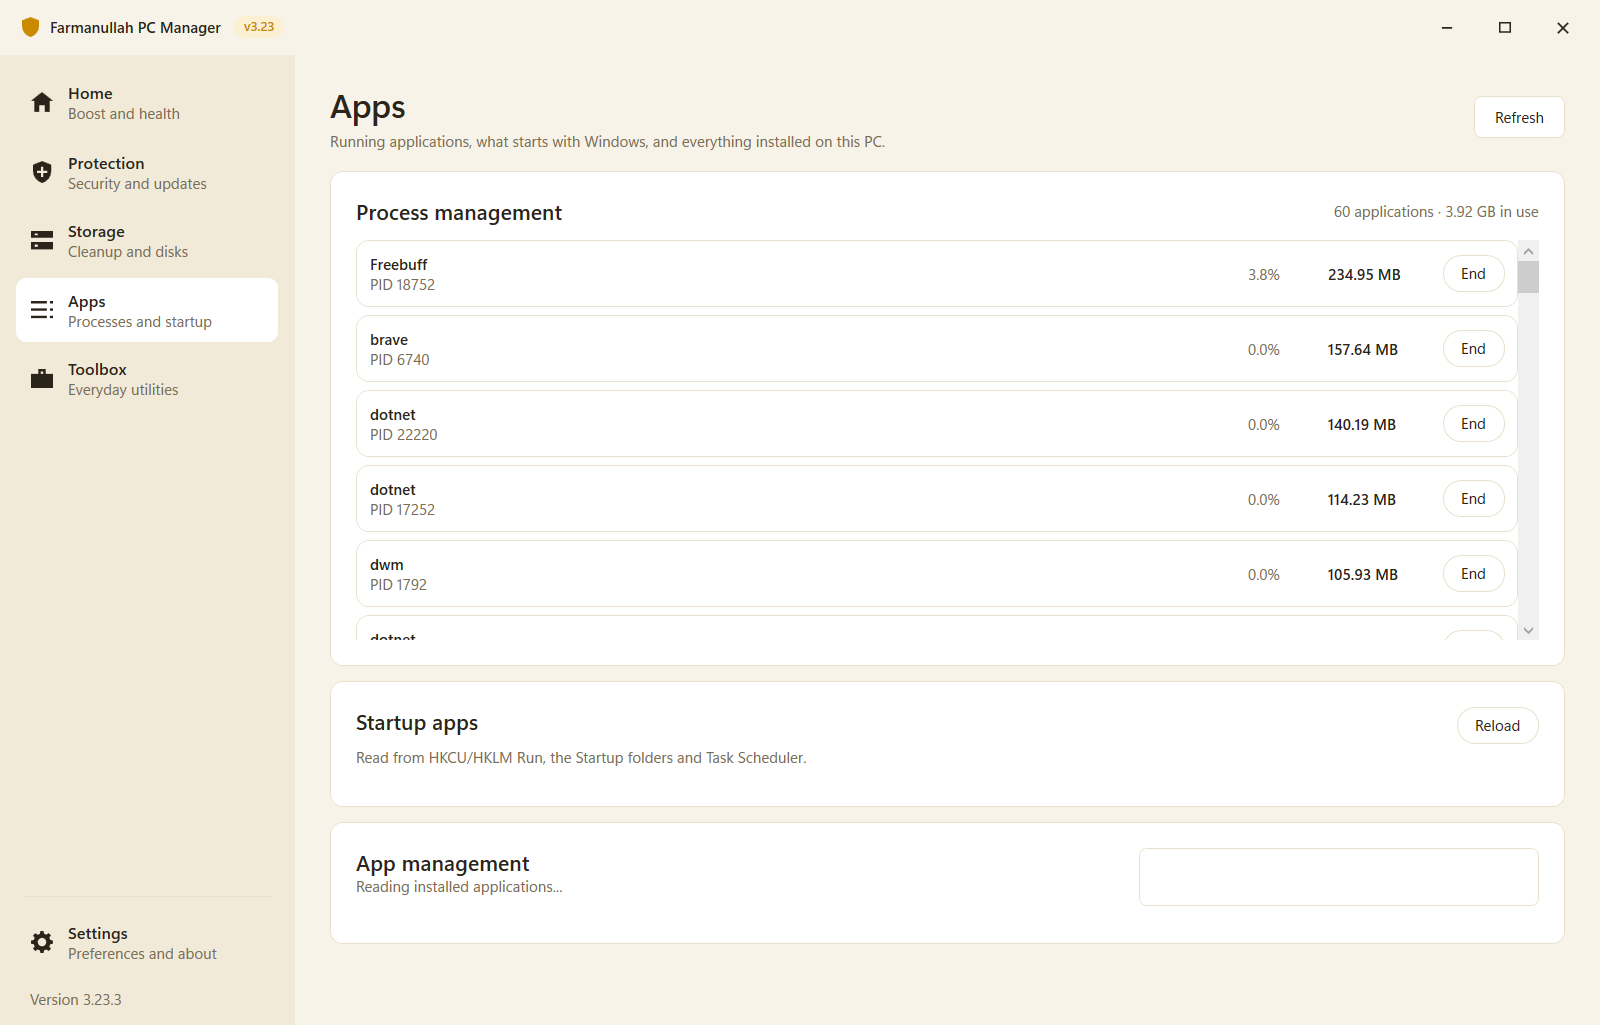 Farmanullah PC Manager v3.23
Home
Boost and health
Protection
Security and updates
Storage
Cleanup and disks
Apps
Processes and startup
Toolbox
Everyday utilities
Settings
Preferences and about
Version 3.23.3
Apps
Running applications, what starts with Windows, and everything installed on this PC.
Refresh
Process management
60 applications · 3.92 GB in use
Freebuff
PID 18752
3.8% 234.95 MB End
brave
PID 6740
0.0% 157.64 MB End
dotnet
PID 22220
0.0% 140.19 MB End
dotnet
PID 17252
0.0% 114.23 MB End
dwm
PID 1792
0.0% 105.93 MB End
dotnet
Startup apps
Reload
Read from HKCU/HKLM Run, the Startup folders and Task Scheduler.
App management
Reading installed applications...